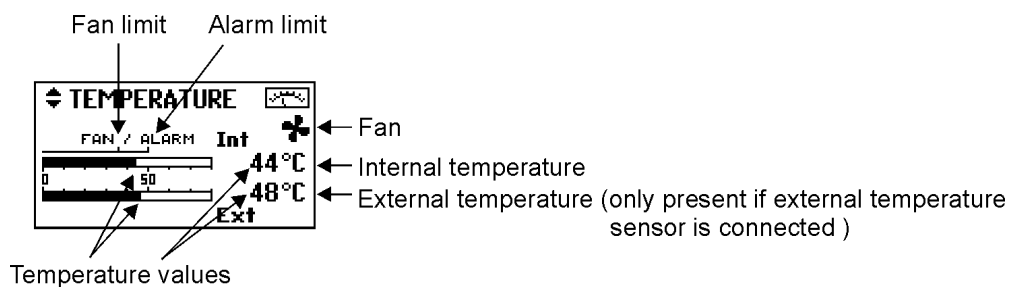 Fan limit Alarm limit
TEMPERATURE
FAN / ALARM Int
Fan
44°C Internal temperature
0 50
48°C External temperature (only present if external temperature
sensor is connected )
Ext
Temperature values